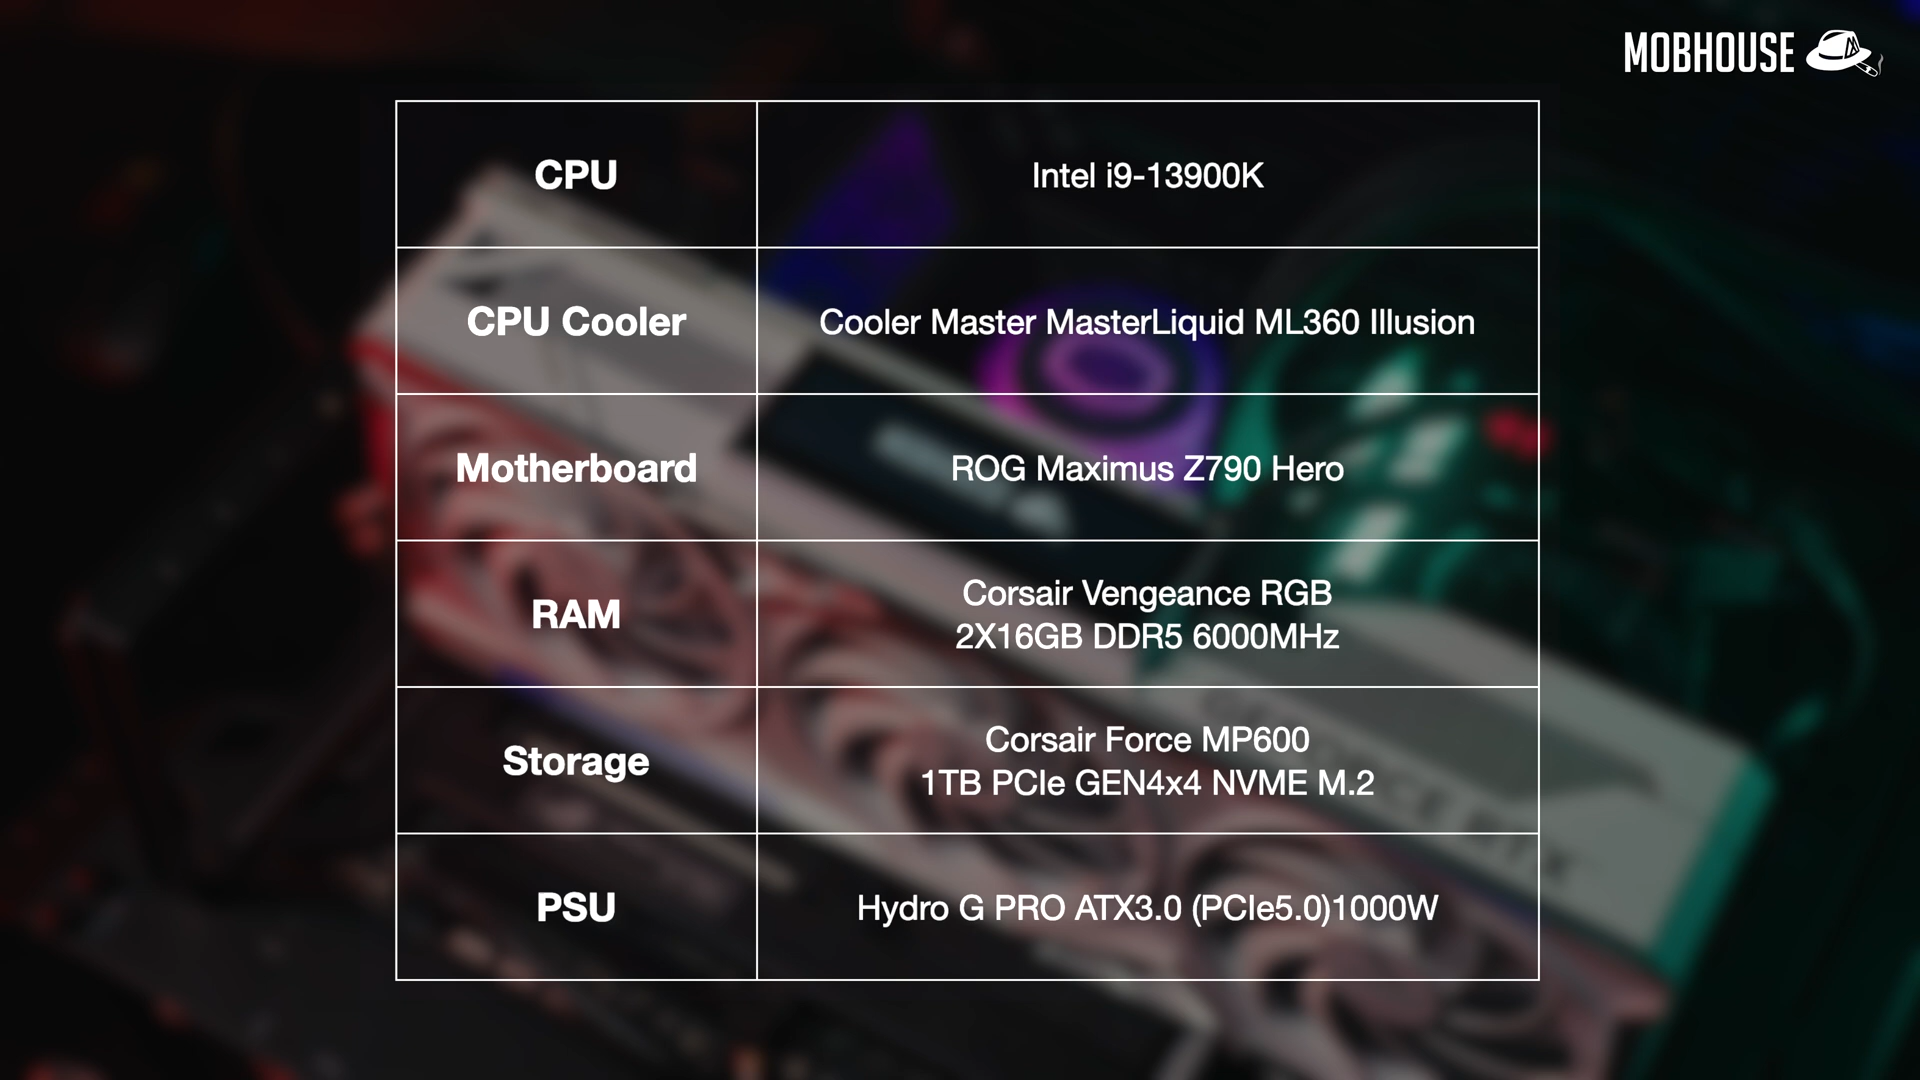 MOBHOUSE
CPU
Intel i9-13900K
CPU Cooler
Cooler Master MasterLiquid ML360 Illusion
Motherboard
ROG Maximus Z790 Hero
RAM
Corsair Vengeance RGB
2X16GB DDR5 6000MHz
Storage
Corsair Force MP600
1TB PCIe GEN4x4 NVME M.2
PSU
Hydro G PRO ATX3.0 (PCIe5.0)1000W
GEFORCE RTX